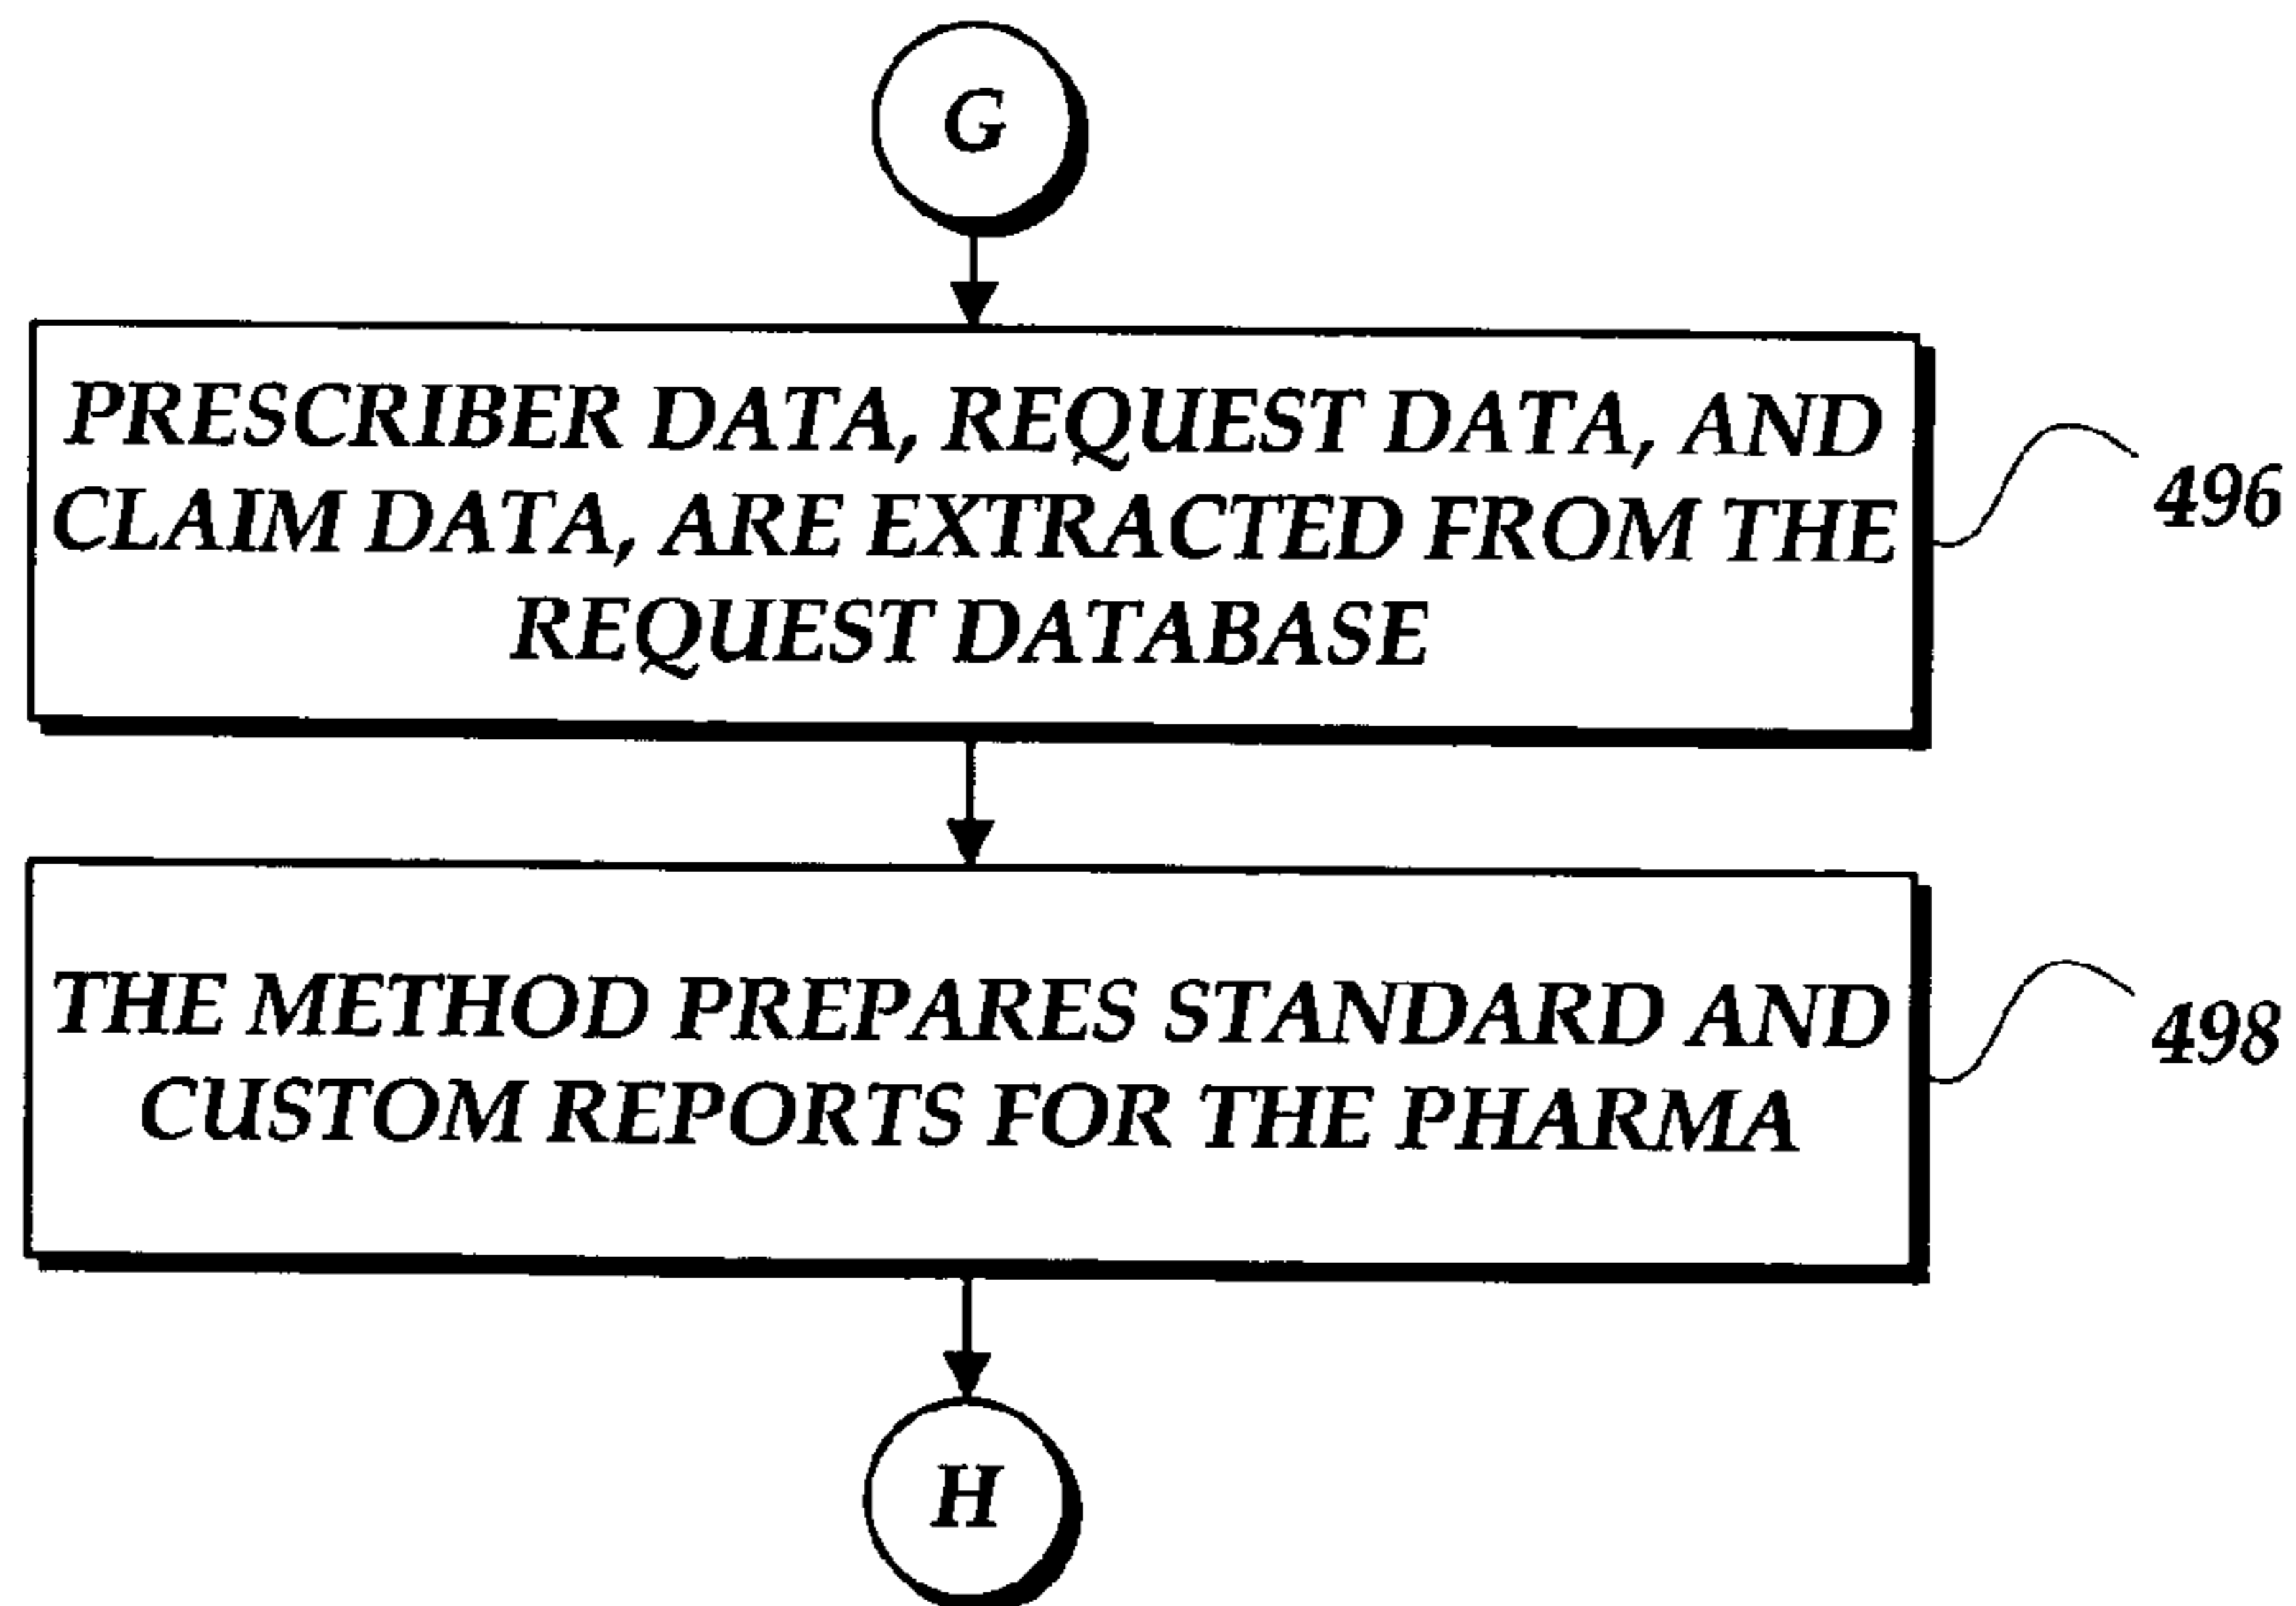 G
PRESCRIBER DATA, REQUEST DATA, AND
CLAIM DATA, ARE EXTRACTED FROM THE
REQUEST DATABASE
496
THE METHOD PREPARES STANDARD AND
CUSTOM REPORTS FOR THE PHARMA
498
H